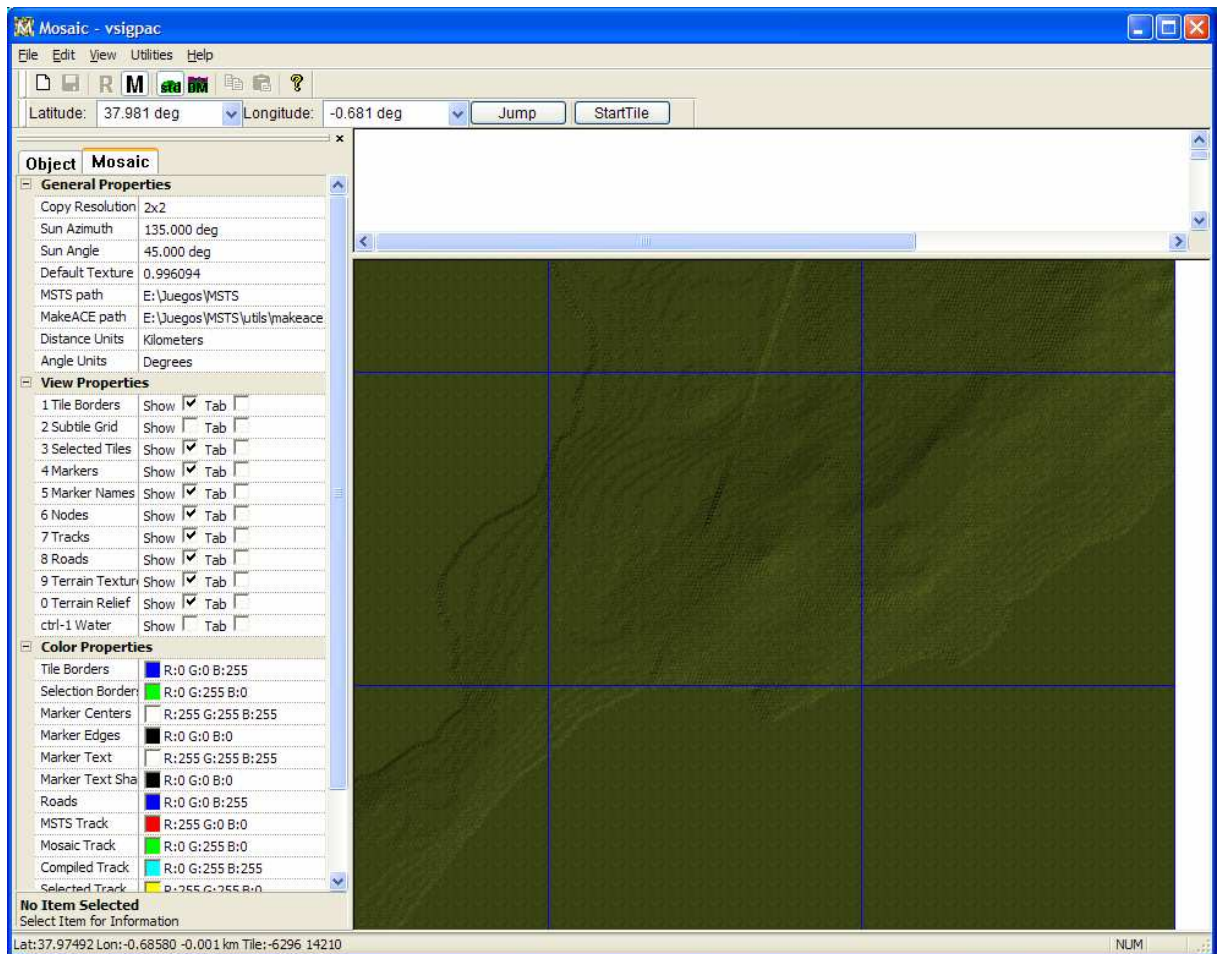 Mosaic - vsigpac
File Edit View Utilities Help
R M std DM ?
Latitude: 37.981 deg Longitude: -0.681 deg Jump StartTile
x
Object Mosaic
General Properties
Copy Resolution 2x2
Sun Azimuth 135.000 deg
Sun Angle 45.000 deg
Default Texture 0.996094
MSTS path E:\Juegos\MSTS
MakeACE path E:\Juegos\MSTS\utils\makeace
Distance Units Kilometers
Angle Units Degrees
View Properties
1 Tile Borders Show Tab
2 Subtile Grid Show Tab
3 Selected Tiles Show Tab
4 Markers Show Tab
5 Marker Names Show Tab
6 Nodes Show Tab
7 Tracks Show Tab
8 Roads Show Tab
9 Terrain Textur Show Tab
0 Terrain Relief Show Tab
ctrl-1 Water Show Tab
Color Properties
Tile Borders R:0 G:0 B:255
Selection Border R:0 G:255 B:0
Marker Centers R:255 G:255 B:255
Marker Edges R:0 G:0 B:0
Marker Text R:255 G:255 B:255
Marker Text Sha R:0 G:0 B:0
Roads R:0 G:0 B:255
MSTS Track R:255 G:0 B:0
Mosaic Track R:0 G:255 B:0
Compiled Track R:0 G:255 B:255
Selected Track R:255 G:255 B:0
No Item Selected
Select Item for Information
Lat:37.97492 Lon:-0.68580 -0.001 km Tile:-6296 14210 NUM